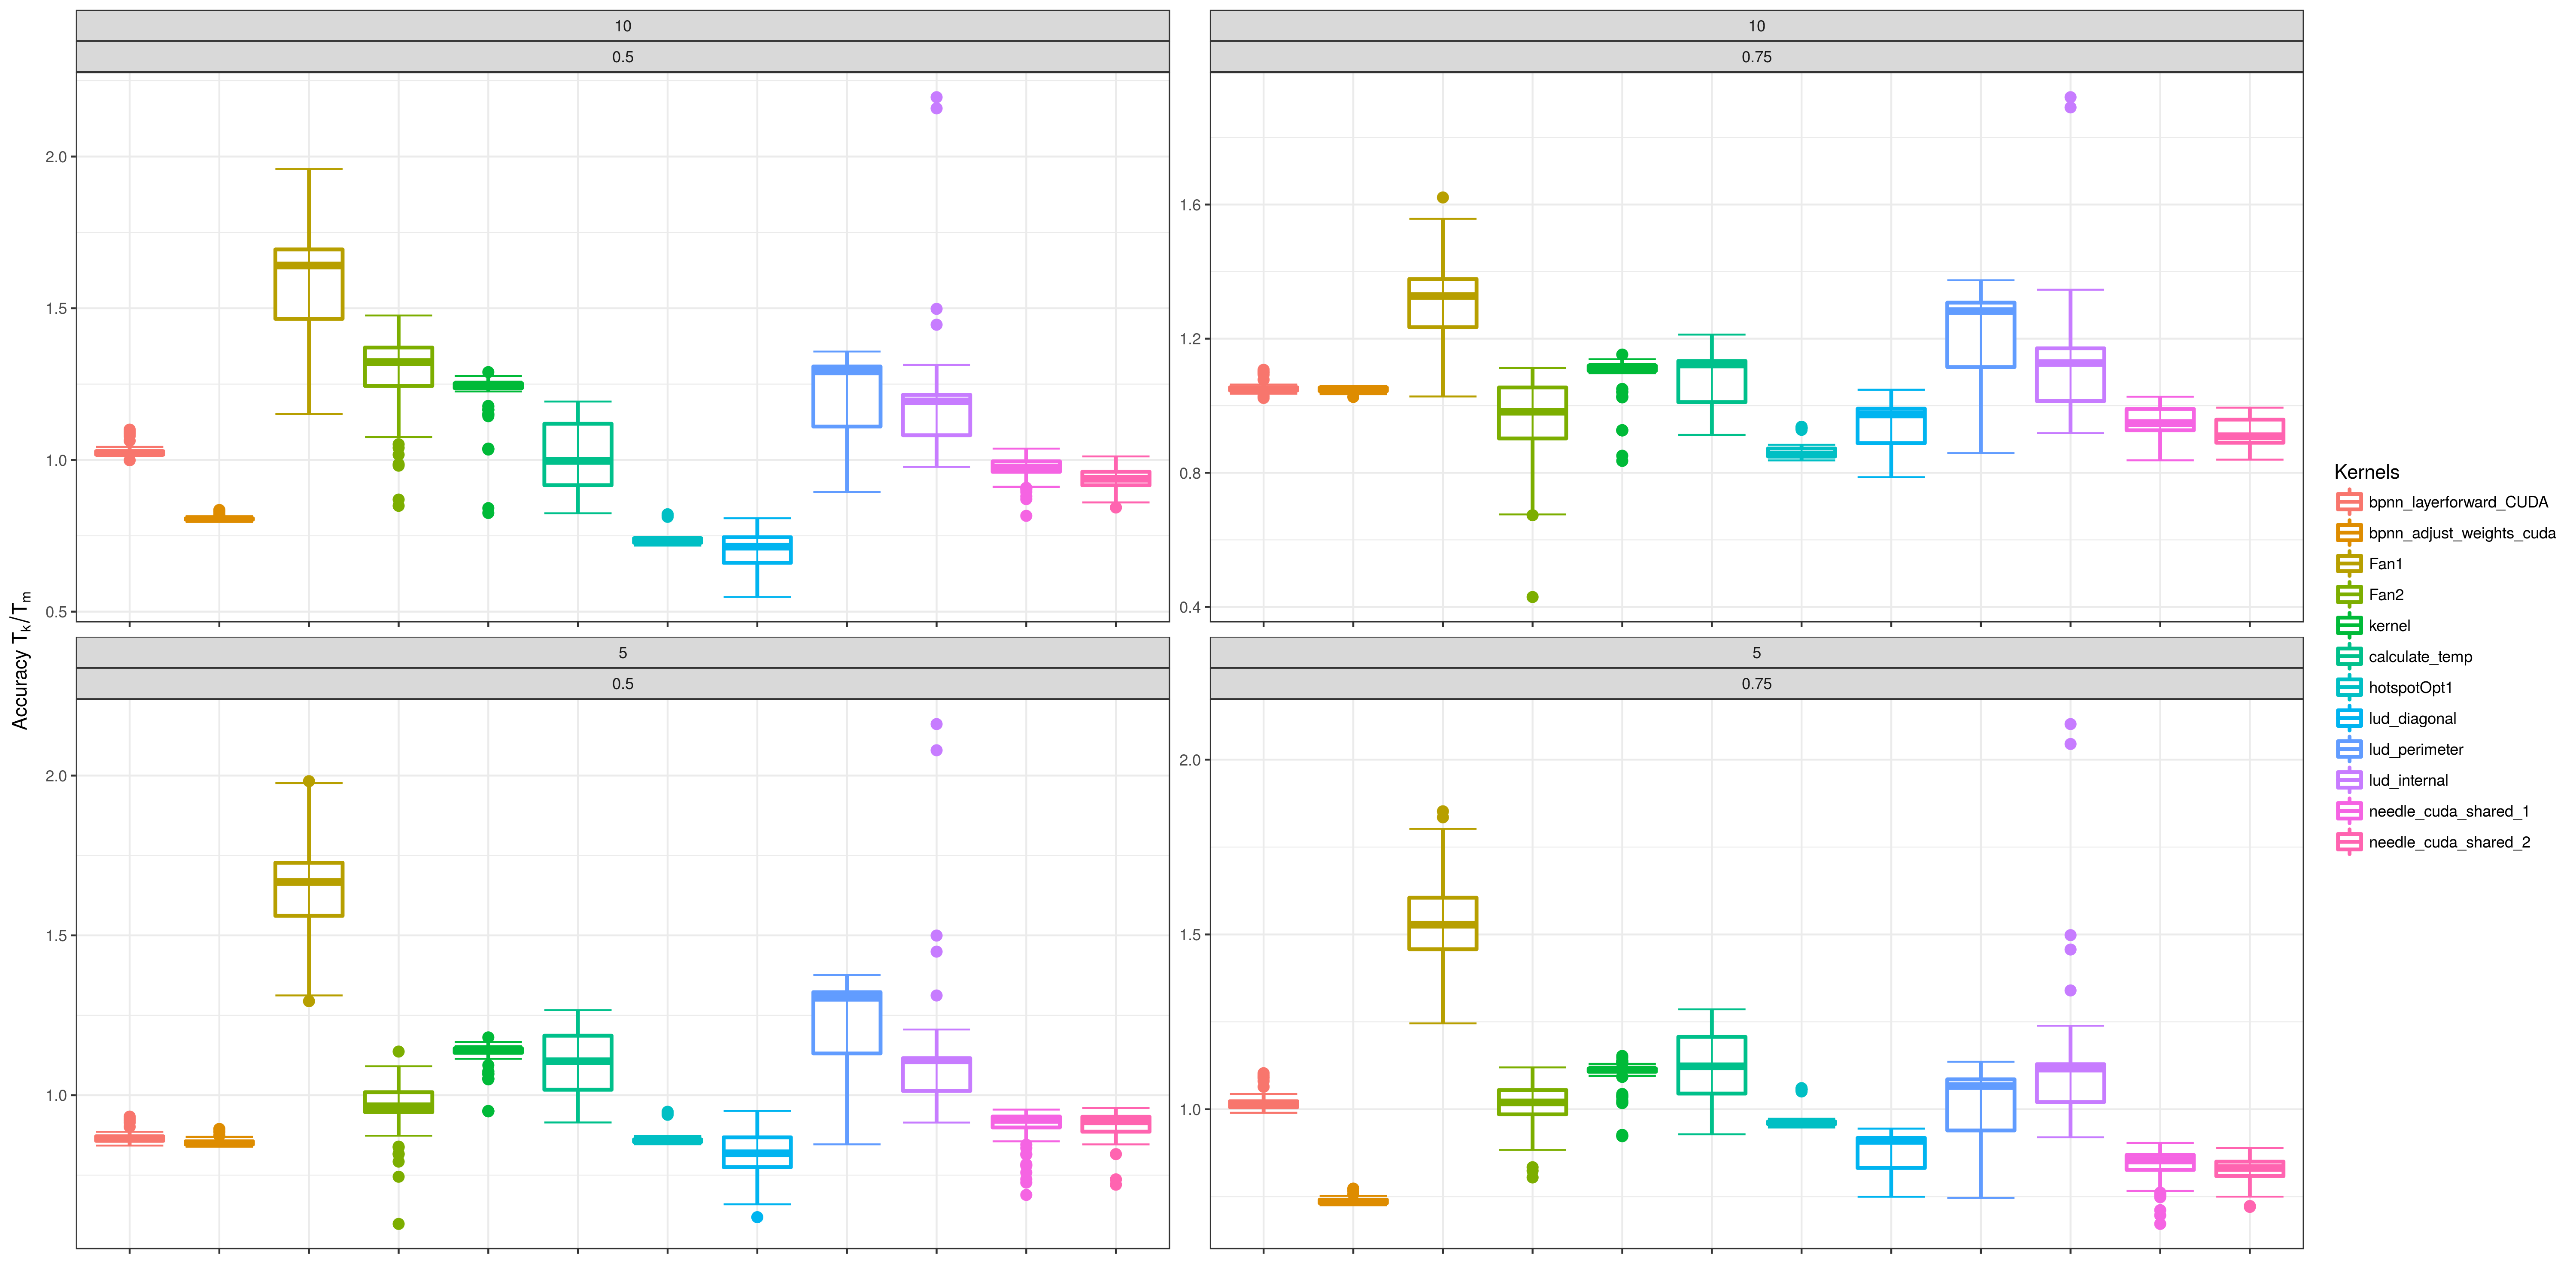 10
0.5
10
0.75
2.0
1.5
1.0
0.5
1.6
1.2
0.8
0.4
5
0.5
5
0.75
2.0
1.5
1.0
2.0
1.5
1.0
Accuracy Tk/Tm
Kernels
bpnn_layerforward_CUDA
bpnn_adjust_weights_cuda
Fan1
Fan2
kernel
calculate_temp
hotspotOpt1
lud_diagonal
lud_perimeter
lud_internal
needle_cuda_shared_1
needle_cuda_shared_2